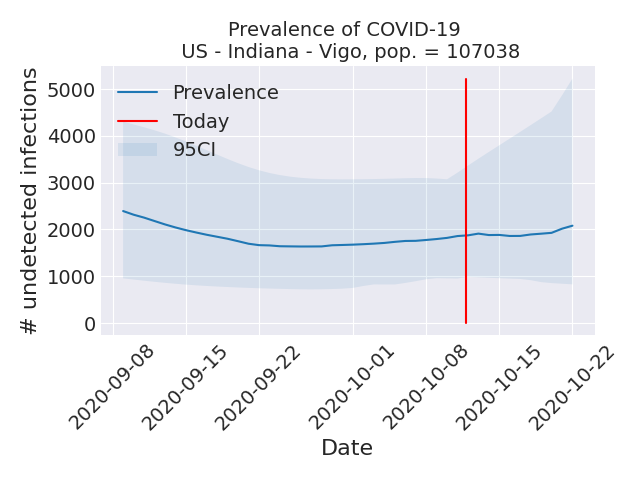 Prevalence of COVID-19
US - Indiana - Vigo, pop. = 107038
# undetected infections
5000
4000
3000
2000
1000
0
Prevalence
Today
95CI
2020-09-08
2020-09-15
2020-09-22
2020-10-01
2020-10-08
2020-10-15
2020-10-22
Date